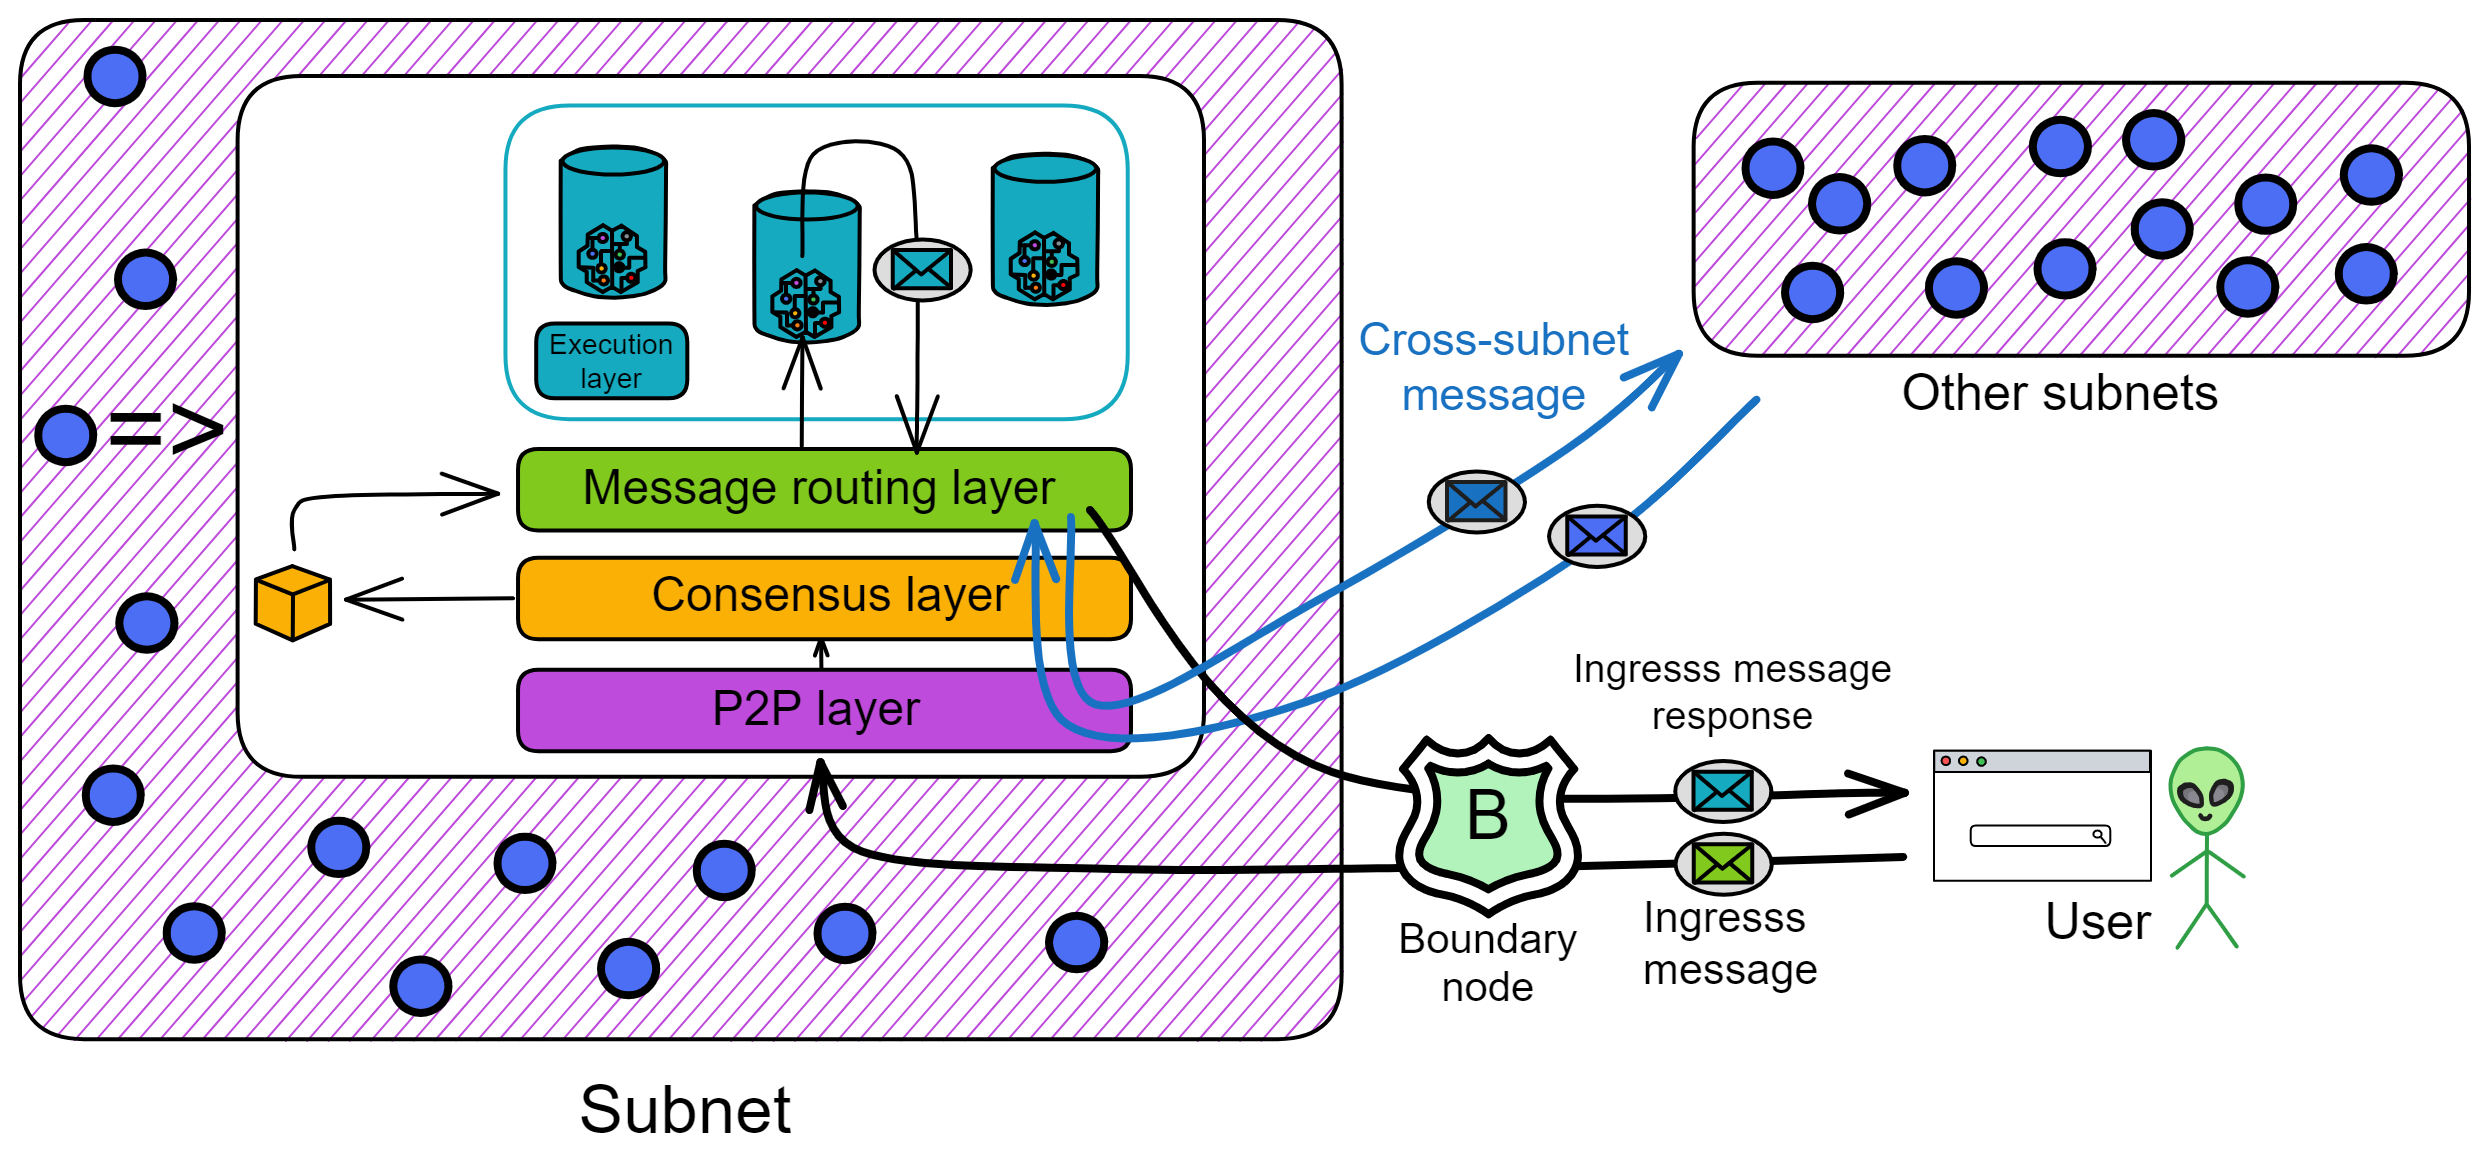 Execution
layer
Message routing layer
Consensus layer
P2P layer
=>
Subnet
Cross-subnet
message
Other subnets
Ingresss message
response
B
Boundary
node
Ingresss
message
User